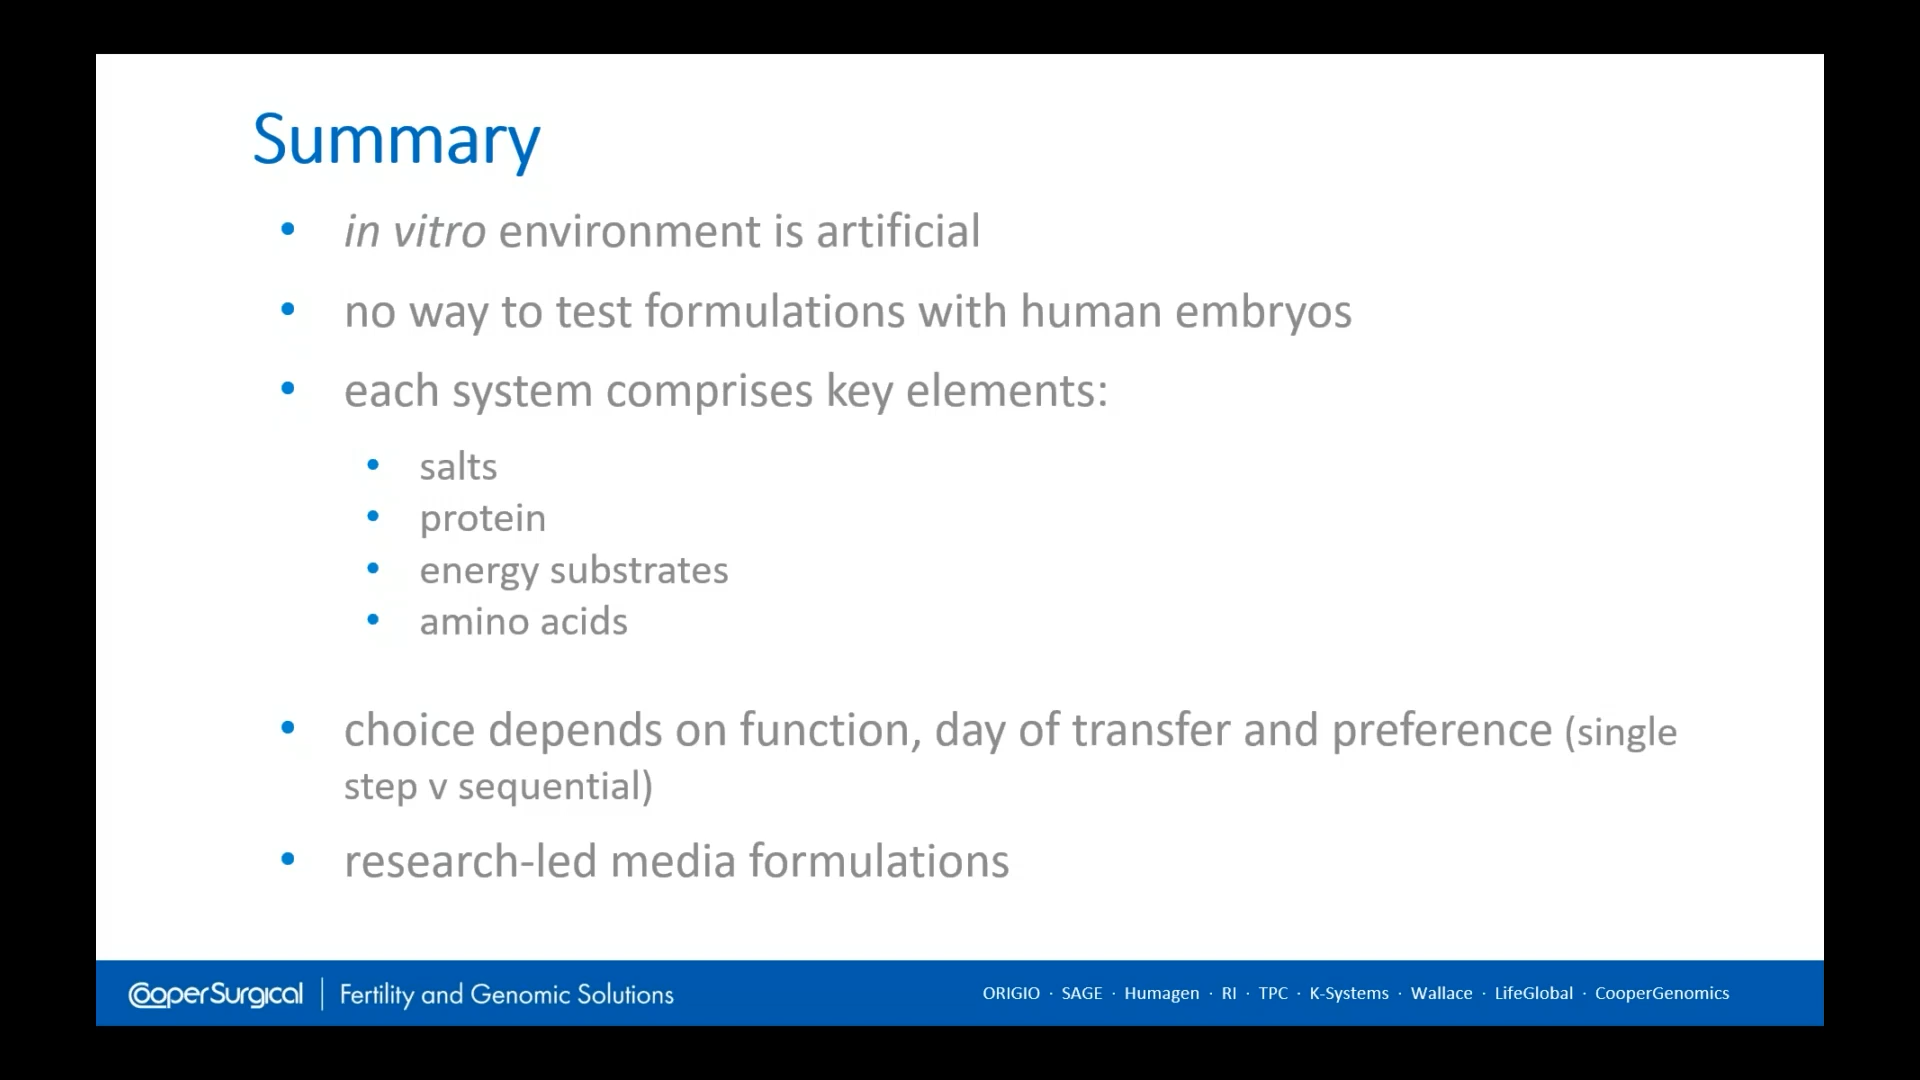 Summary
• in vitro environment is artificial
• no way to test formulations with human embryos
• each system comprises key elements:
• salts
• protein
• energy substrates
• amino acids
• choice depends on function, day of transfer and preference (single
step v sequential)
• research-led media formulations
CooperSurgical | Fertility and Genomic Solutions
ORIGIO · SAGE · Humagen · RI · TPC · K-Systems · Wallace · LifeGlobal · CooperGenomics